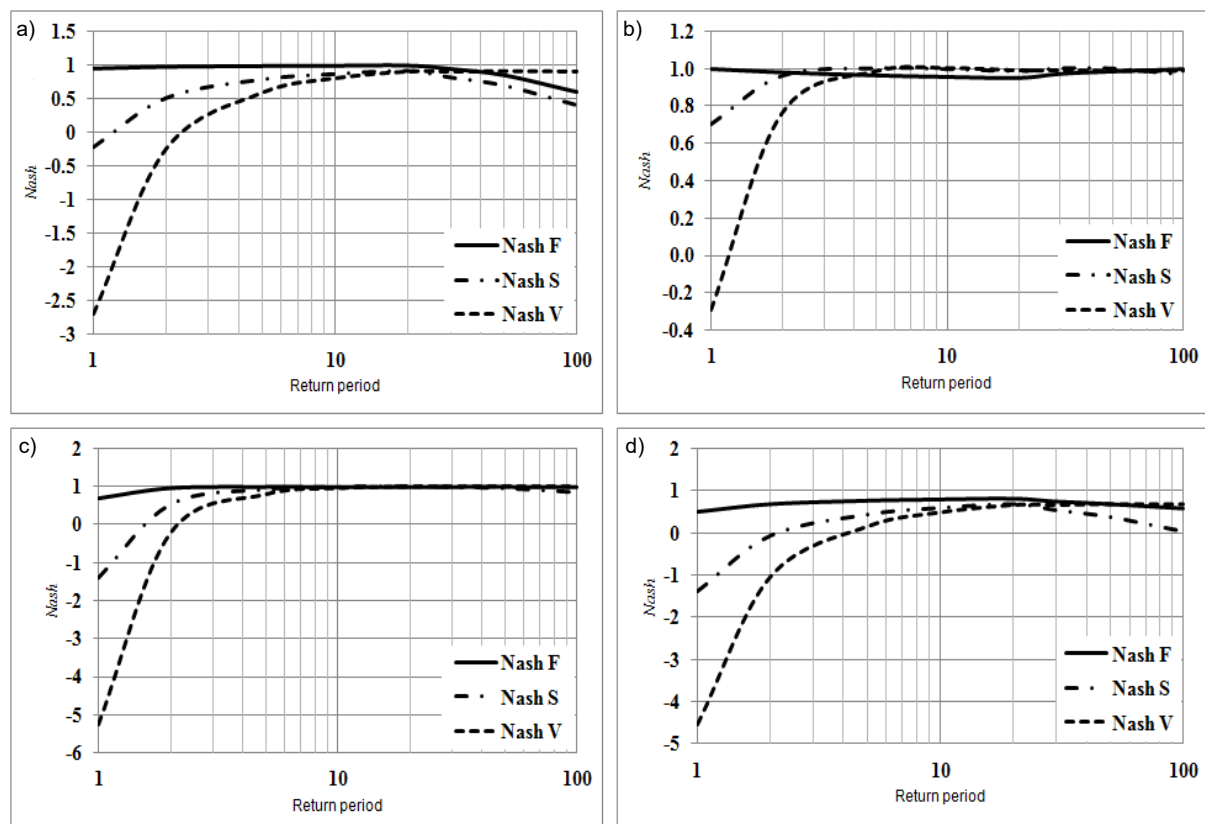 a)
1.5
1
0.5
0
-0.5
-1
-1.5
-2
-2.5
-3
Nash
Nash F
Nash S
Nash V
1 10 100
Return period
b)
1.2
1.0
0.8
0.6
0.4
0.2
0.0
-0.2
-0.4
Nash
Nash F
Nash S
Nash V
1 10 100
Return period
c)
2
1
0
-1
-2
-3
-4
-5
-6
Nash
Nash F
Nash S
Nash V
1 10 100
Return period
d)
2
1
0
-1
-2
-3
-4
-5
Nash
Nash F
Nash S
Nash V
1 10 100
Return period